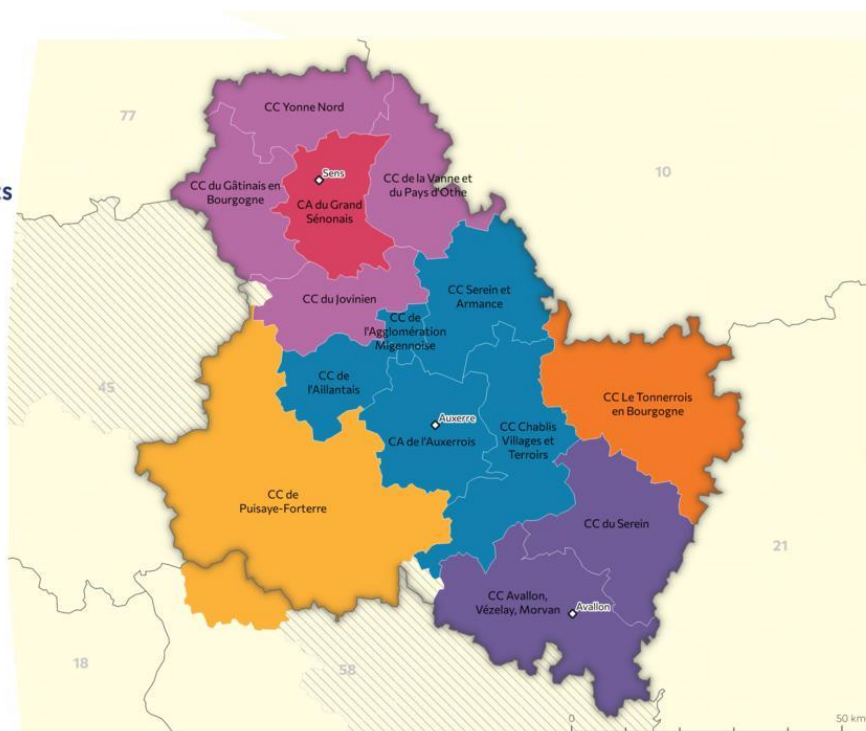 CC Yonne Nord
77
10
Sens
CC du Gâtinais en
Bourgogne
CC de la Vanne et
du Pays d'Othe
ES
CA du Grand
Sénonais
CC du Jovinien
CC Serein et
Armance
CC de
l'Agglomération
Migennoise
45
CC de
l'Aillantais
CC Le Tonnerrois
en Bourgogne
Auxerre
CA de l'Auxerrois
CC Chablis
Villages et
Terroirs
CC de
Puisaye-Forterre
CC du Serein
21
CC Avallon,
Vézelay, Morvan
Avallon
18
58
0
50 km